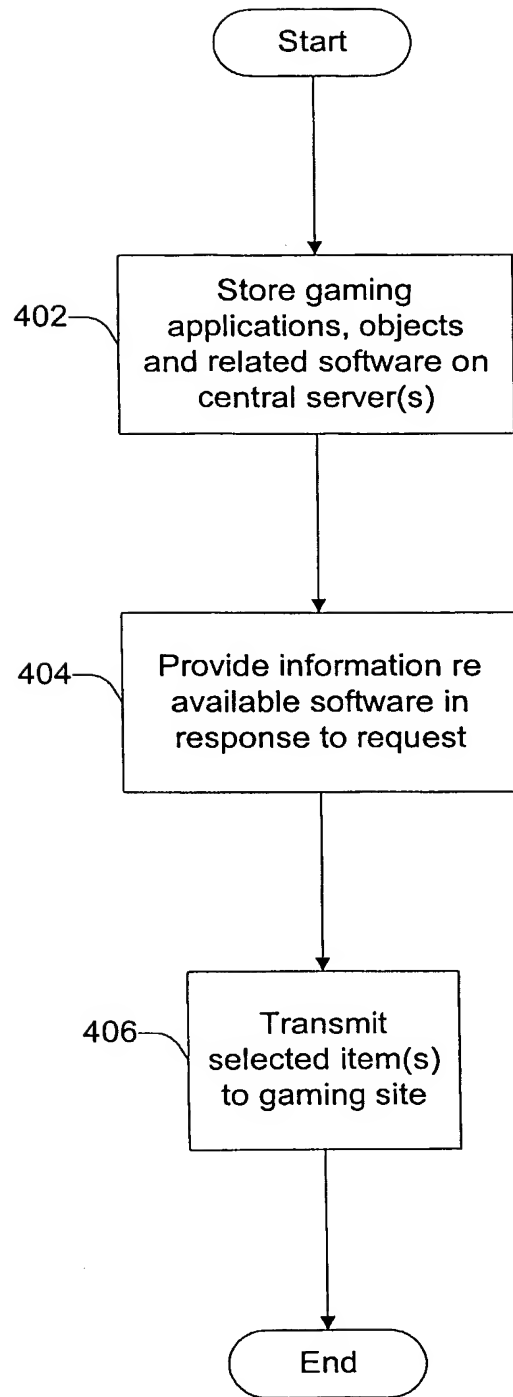 Start
402
Store gaming
applications, objects
and related software on
central server(s)
404
Provide information re
available software in
response to request
406
Transmit
selected item(s)
to gaming site
End